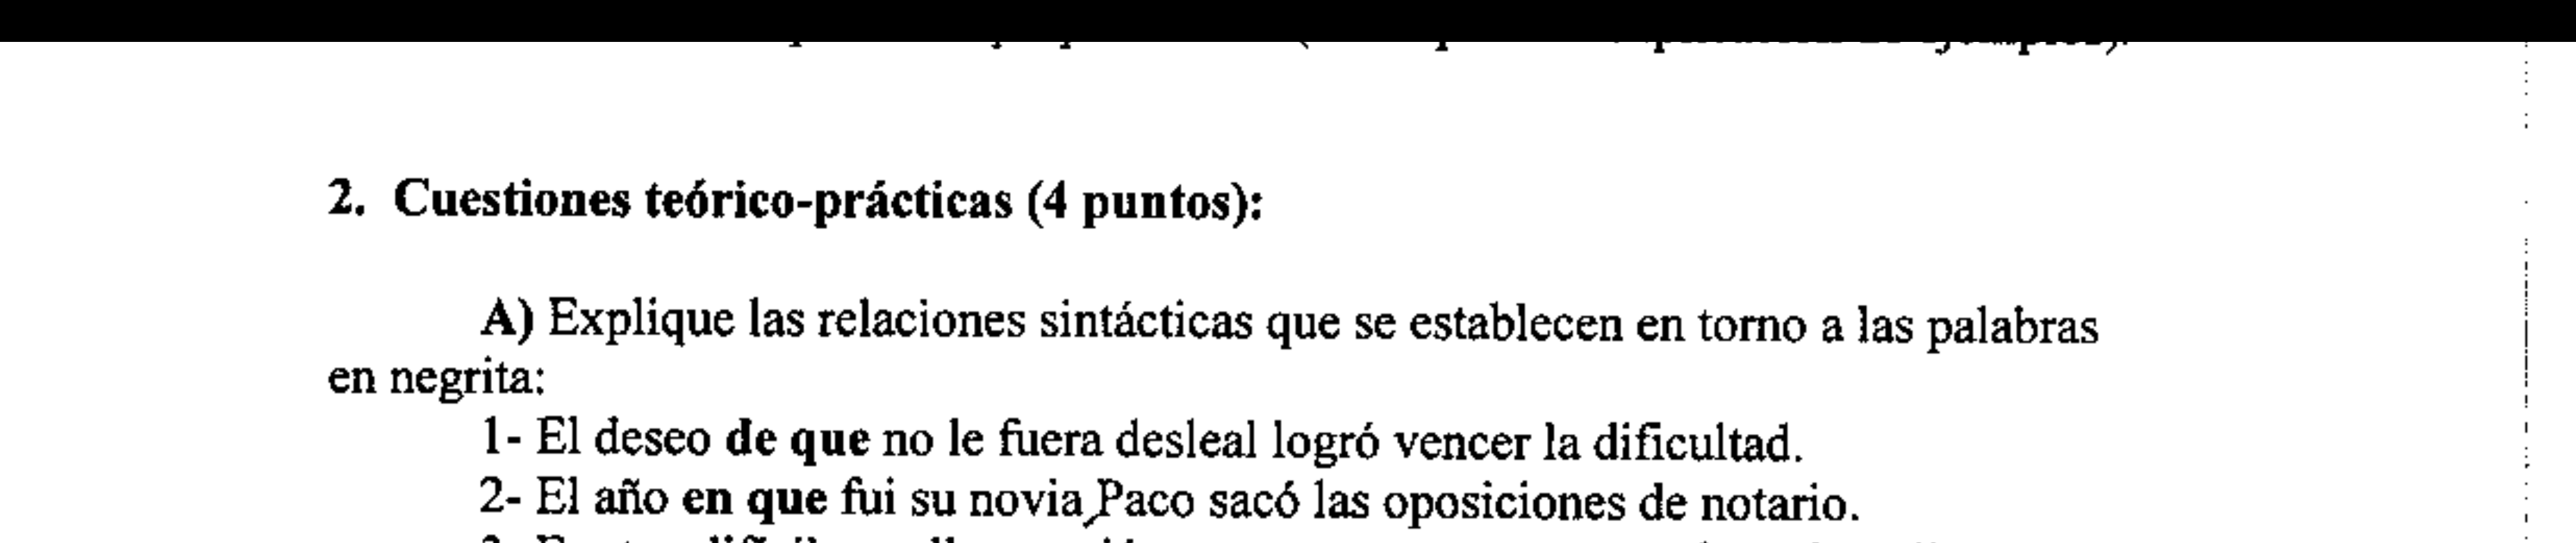 2. Cuestiones teórico-prácticas (4 puntos):
A) Explique las relaciones sintácticas que se establecen en torno a las palabras
en negrita:
1- El deseo de que no le fuera desleal logró vencer la dificultad.
2- El año en que fui su novia, Paco sacó las oposiciones de notario.